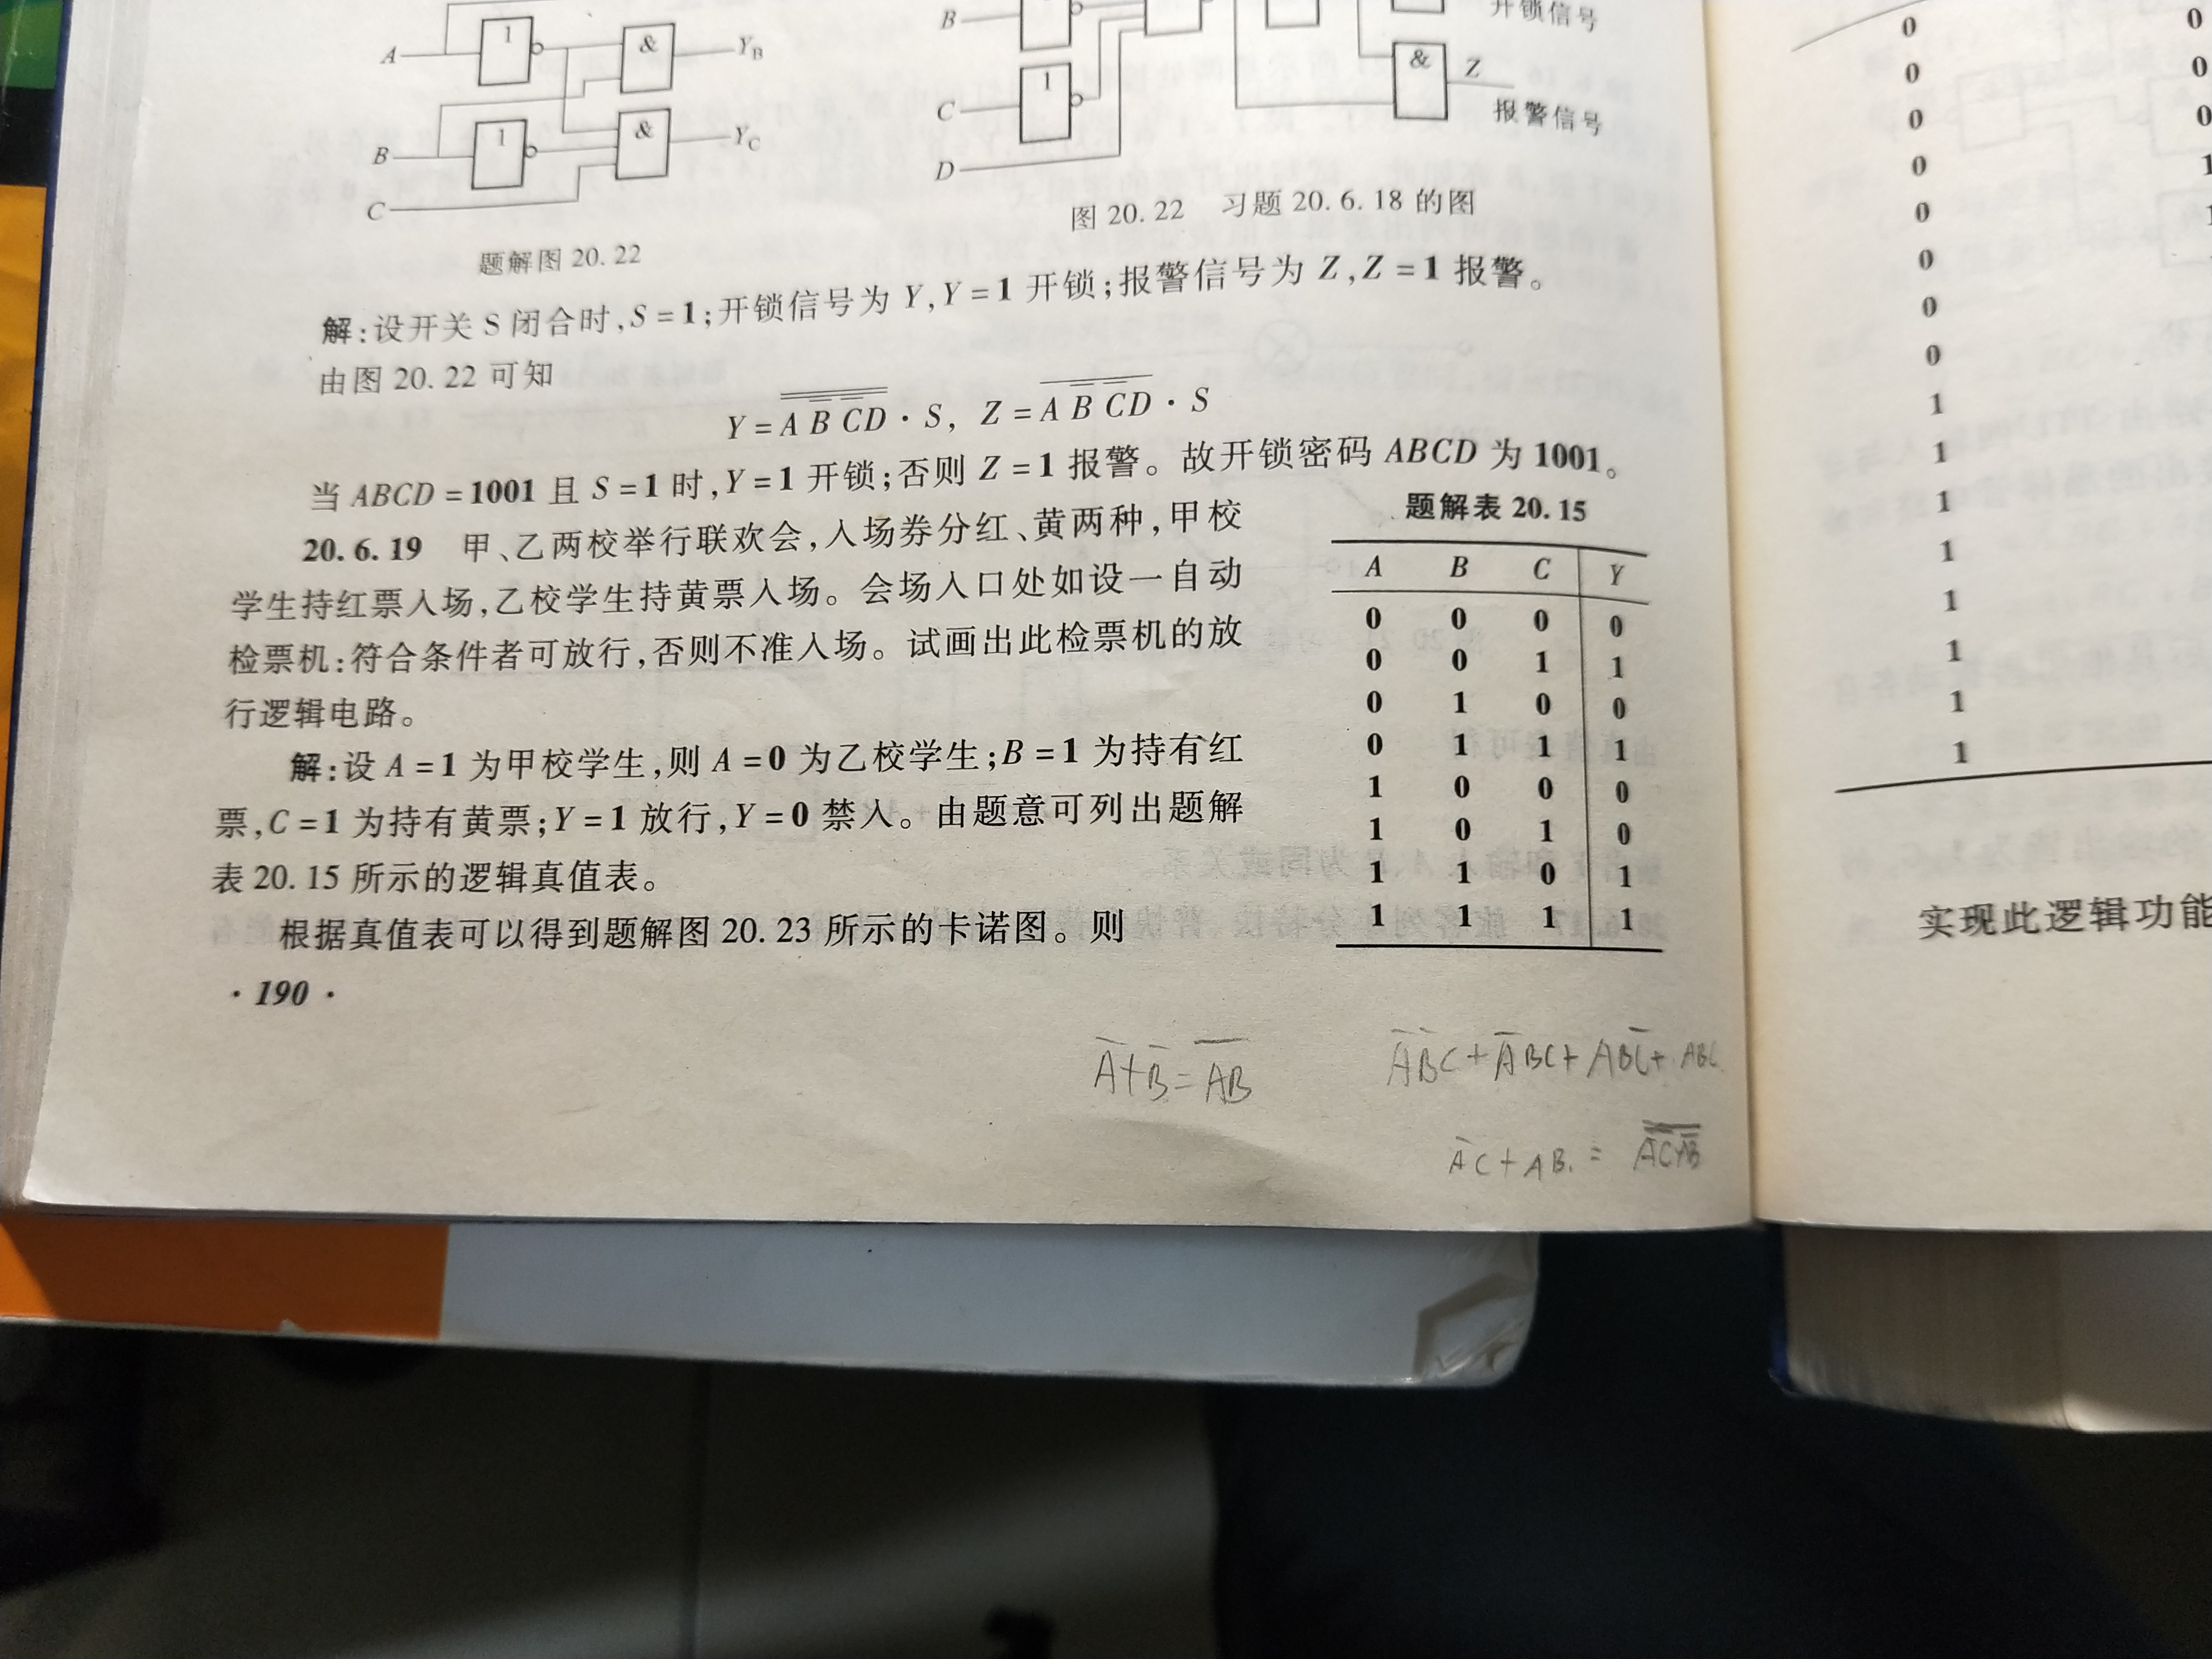 A
1
&
Y_B
B
1
&
Y_C
C
题解图 20.22
B
C
1
D
&
Z
开锁信号
报警信号
图 20.22 习题 20.6.18 的图
解:设开关 S 闭合时,S=1;开锁信号为 Y,Y=1 开锁;报警信号为 Z,Z=1 报警。
由图 20.22 可知
Y = \overline{\overline{A \overline{B} \overline{C}D}} · S, Z = \overline{A \overline{B} \overline{C}D} · S
当 ABCD=1001 且 S=1 时,Y=1 开锁;否则 Z=1 报警。故开锁密码 ABCD 为 1001。
20.6.19 甲、乙两校举行联欢会,入场券分红、黄两种,甲校
学生持红票入场,乙校学生持黄票入场。会场入口处如设一自动
检票机:符合条件者可放行,否则不准入场。试画出此检票机的放
行逻辑电路。
解:设 A=1 为甲校学生,则 A=0 为乙校学生;B=1 为持有红
票,C=1 为持有黄票;Y=1 放行,Y=0 禁入。由题意可列出题解
表 20.15 所示的逻辑真值表。
根据真值表可以得到题解图 20.23 所示的卡诺图。则
· 190 ·
题解表 20.15
A B C Y
0 0 0 0
0 0 1 1
0 1 0 0
0 1 1 1
1 0 0 0
1 0 1 0
1 1 0 1
1 1 1 1
\overline{A}+\overline{B}=\overline{AB}
\overline{A}\overline{B}C+\overline{A}BC+AB\overline{C}+ABC
\overline{A}C+AB. = \overline{\overline{\overline{A}C}\overline{AB}}
0 0
0 0
0 0
0 1
0 1
0
0
0
1
1
1
1
1
1
1
1
实现此逻辑功能